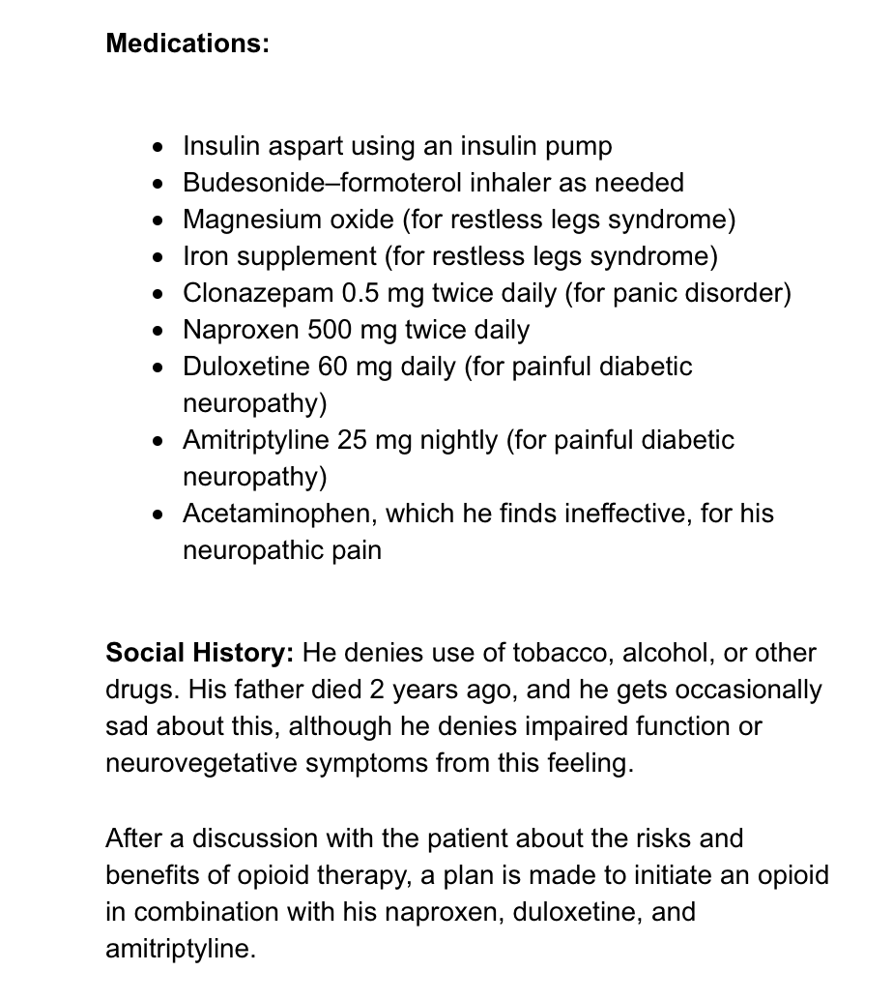 Medications:
• Insulin aspart using an insulin pump
• Budesonide–formoterol inhaler as needed
• Magnesium oxide (for restless legs syndrome)
• Iron supplement (for restless legs syndrome)
• Clonazepam 0.5 mg twice daily (for panic disorder)
• Naproxen 500 mg twice daily
• Duloxetine 60 mg daily (for painful diabetic
neuropathy)
• Amitriptyline 25 mg nightly (for painful diabetic
neuropathy)
• Acetaminophen, which he finds ineffective, for his
neuropathic pain
Social History: He denies use of tobacco, alcohol, or other
drugs. His father died 2 years ago, and he gets occasionally
sad about this, although he denies impaired function or
neurovegetative symptoms from this feeling.
After a discussion with the patient about the risks and
benefits of opioid therapy, a plan is made to initiate an opioid
in combination with his naproxen, duloxetine, and
amitriptyline.